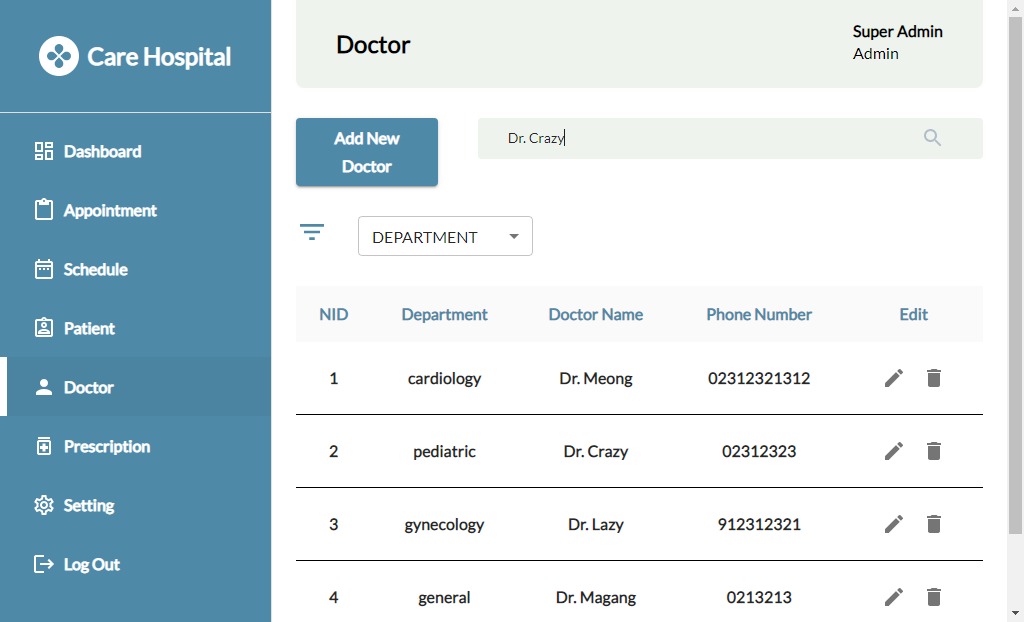 Care Hospital
Dashboard
Appointment
Schedule
Patient
Doctor
Prescription
Setting
Log Out
Doctor
Super Admin
Admin
Add New
Doctor
Dr. Crazy
DEPARTMENT
NID Department Doctor Name Phone Number Edit
1 cardiology Dr. Meong 02312321312
2 pediatric Dr. Crazy 02312323
3 gynecology Dr. Lazy 912312321
4 general Dr. Magang 0213213